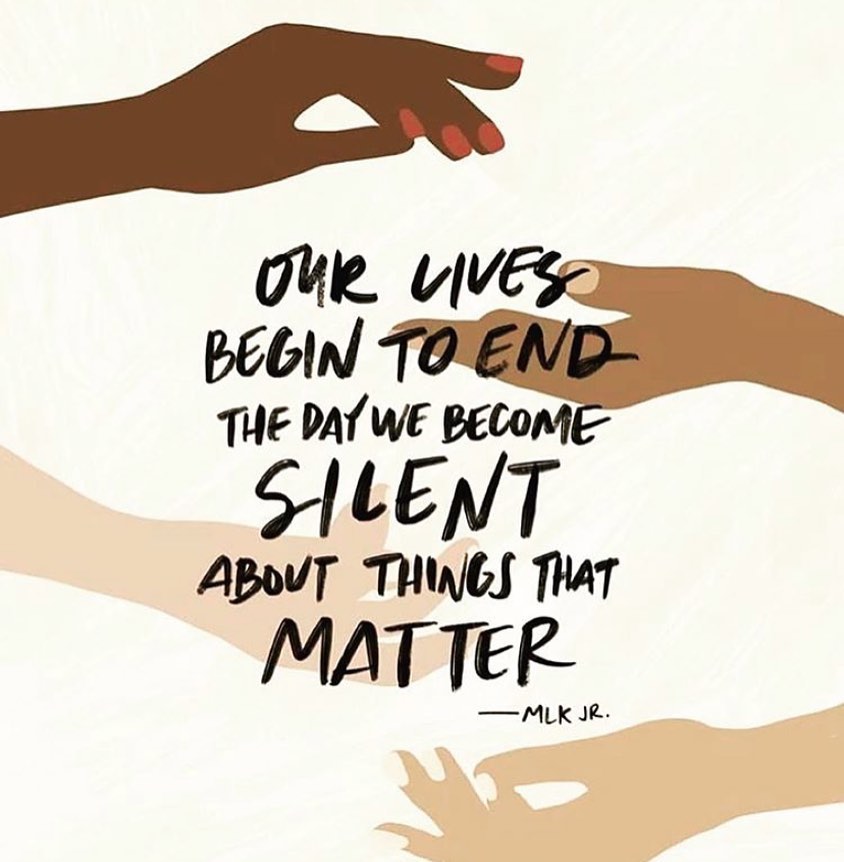 OUR LIVES
BEGIN TO END
THE DAY WE BECOME
SILENT
ABOUT THINGS THAT
MATTER
—MLK JR.